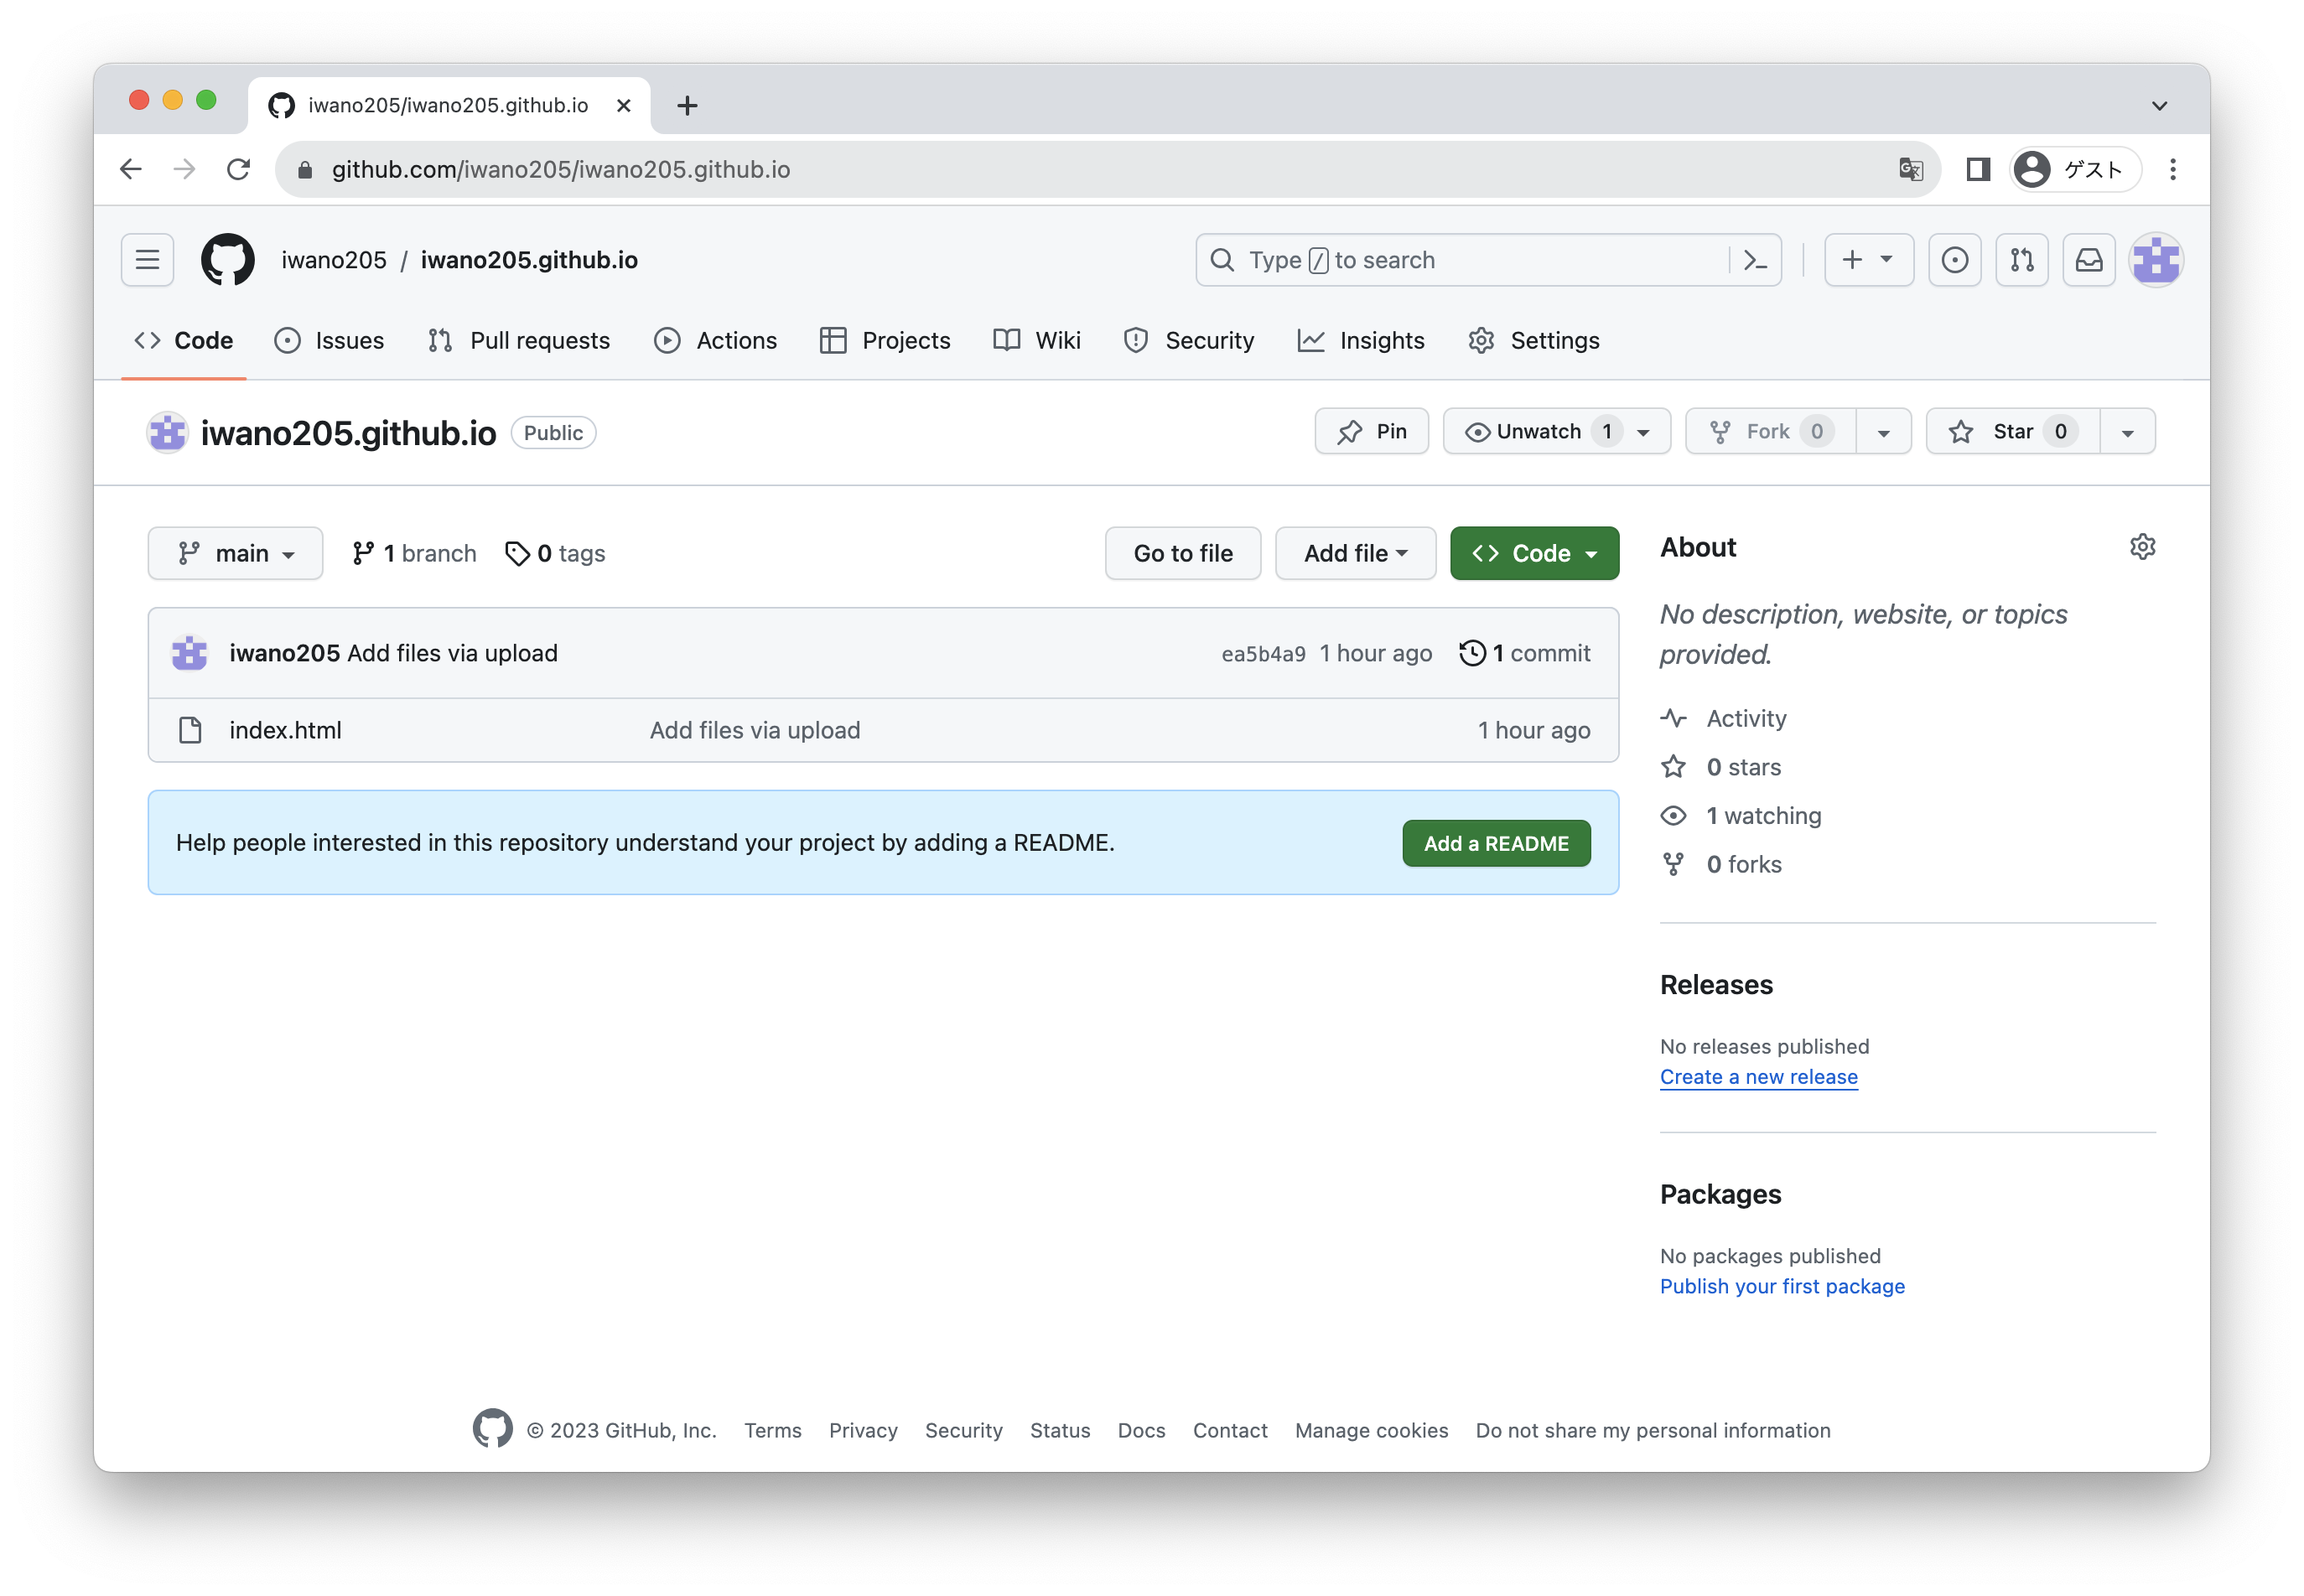 iwano205/iwano205.github.io
github.com/iwano205/iwano205.github.io
ゲスト
iwano205 / iwano205.github.io
Type / to search
Code
Issues
Pull requests
Actions
Projects
Wiki
Security
Insights
Settings
iwano205.github.io Public
Pin
Unwatch 1
Fork 0
Star 0
main
1 branch
0 tags
Go to file
Add file
Code
iwano205 Add files via upload
ea5b4a9 1 hour ago
1 commit
index.html
Add files via upload
1 hour ago
Help people interested in this repository understand your project by adding a README.
Add a README
About
No description, website, or topics
provided.
Activity
0 stars
1 watching
0 forks
Releases
No releases published
Create a new release
Packages
No packages published
Publish your first package
© 2023 GitHub, Inc.
Terms
Privacy
Security
Status
Docs
Contact
Manage cookies
Do not share my personal information